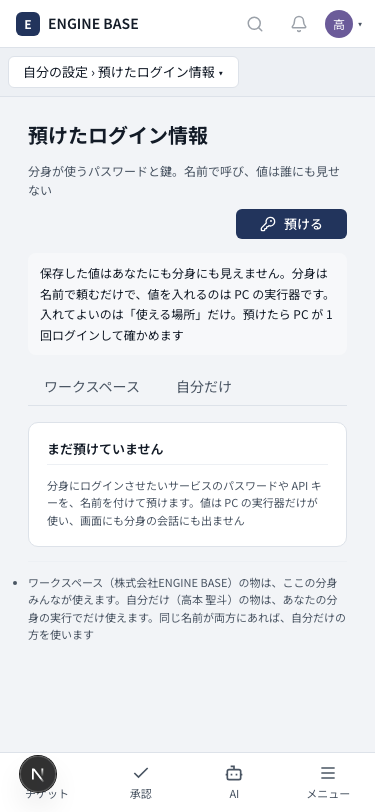 E ENGINE BASE 高
自分の設定 › 預けたログイン情報
預けたログイン情報
分身が使うパスワードと鍵。名前で呼び、値は誰にも見せ
ない
預ける
保存した値はあなたにも分身にも見えません。分身は
名前で頼むだけで、値を入れるのは PC の実行器です。
入れてよいのは「使える場所」だけ。預けたら PC が 1
回ログインして確かめます
ワークスペース 自分だけ
まだ預けていません
分身にログインさせたいサービスのパスワードや API キ
ーを、名前を付けて預けます。値は PC の実行器だけが
使い、画面にも分身の会話にも出ません
ワークスペース（株式会社ENGINE BASE）の物は、ここの分身
みんなが使えます。自分だけ（高本 聖斗）の物は、あなたの分
身の実行でだけ使えます。同じ名前が両方にあれば、自分だけの
方を使います
N
チケット 承認 AI メニュー